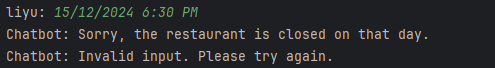 liyu: 15/12/2024 6:30 PM
Chatbot: Sorry, the restaurant is closed on that day.
Chatbot: Invalid input. Please try again.